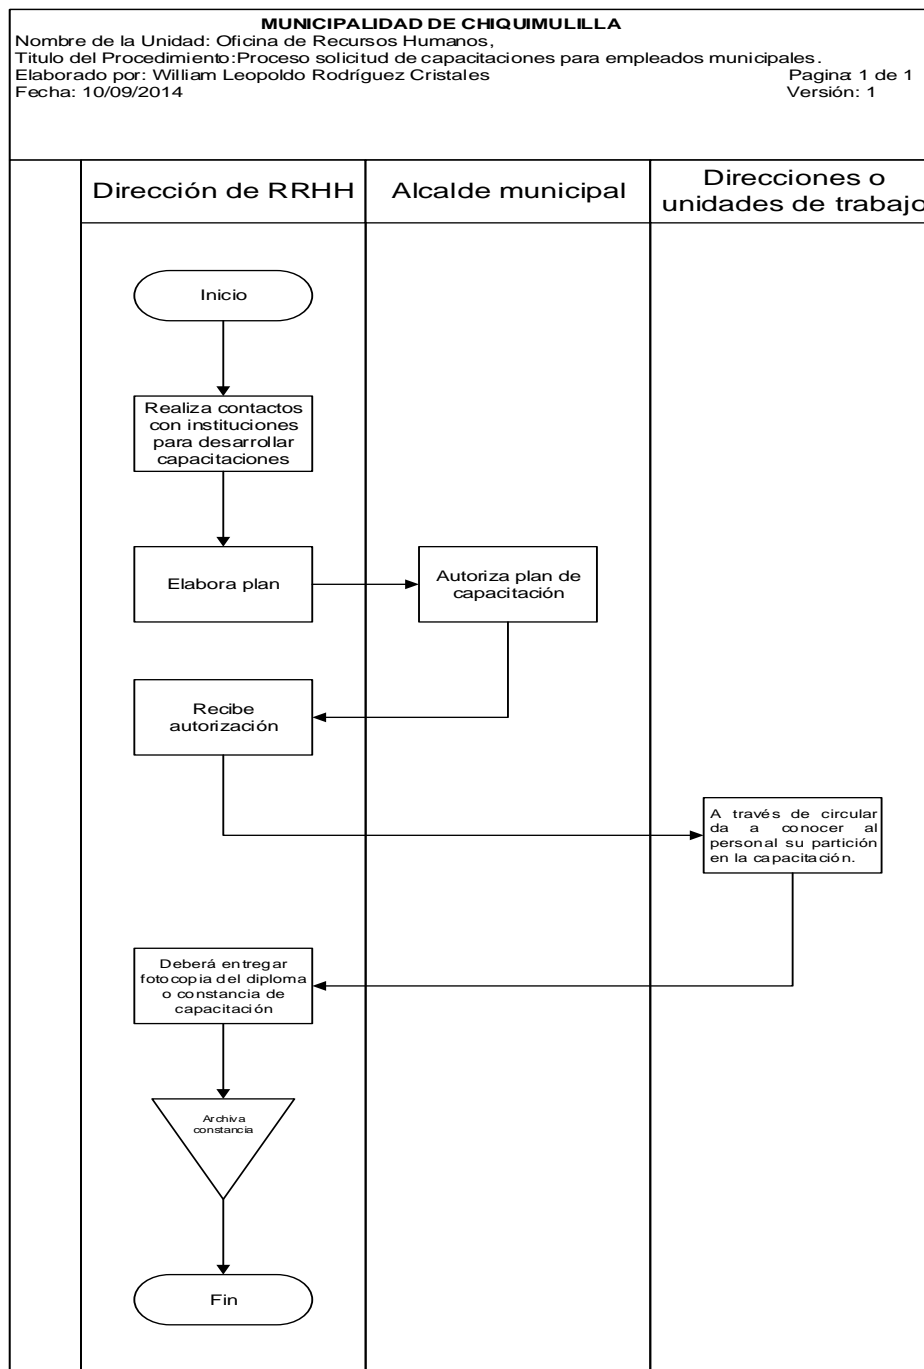 MUNICIPALIDAD DE CHIQUIMULILLA
Nombre de la Unidad: Oficina de Recursos Humanos,
Titulo del Procedimiento:Proceso solicitud de capacitaciones para empleados municipales.
Elaborado por: William Leopoldo Rodríguez Cristales
Pagina: 1 de 1
Fecha: 10/09/2014
Versión: 1
Dirección de RRHH
Alcalde municipal
Direcciones o
unidades de trabajo
Inicio
Realiza contactos
con instituciones
para desarrollar
capacitaciones
Elabora plan
Autoriza plan de
capacitación
Recibe
autorización
A través de circular
da a conocer al
personal su partición
en la capacitación.
Deberá entregar
fotocopia del diploma
o constancia de
capacitación
Archiva
constancia
Fin